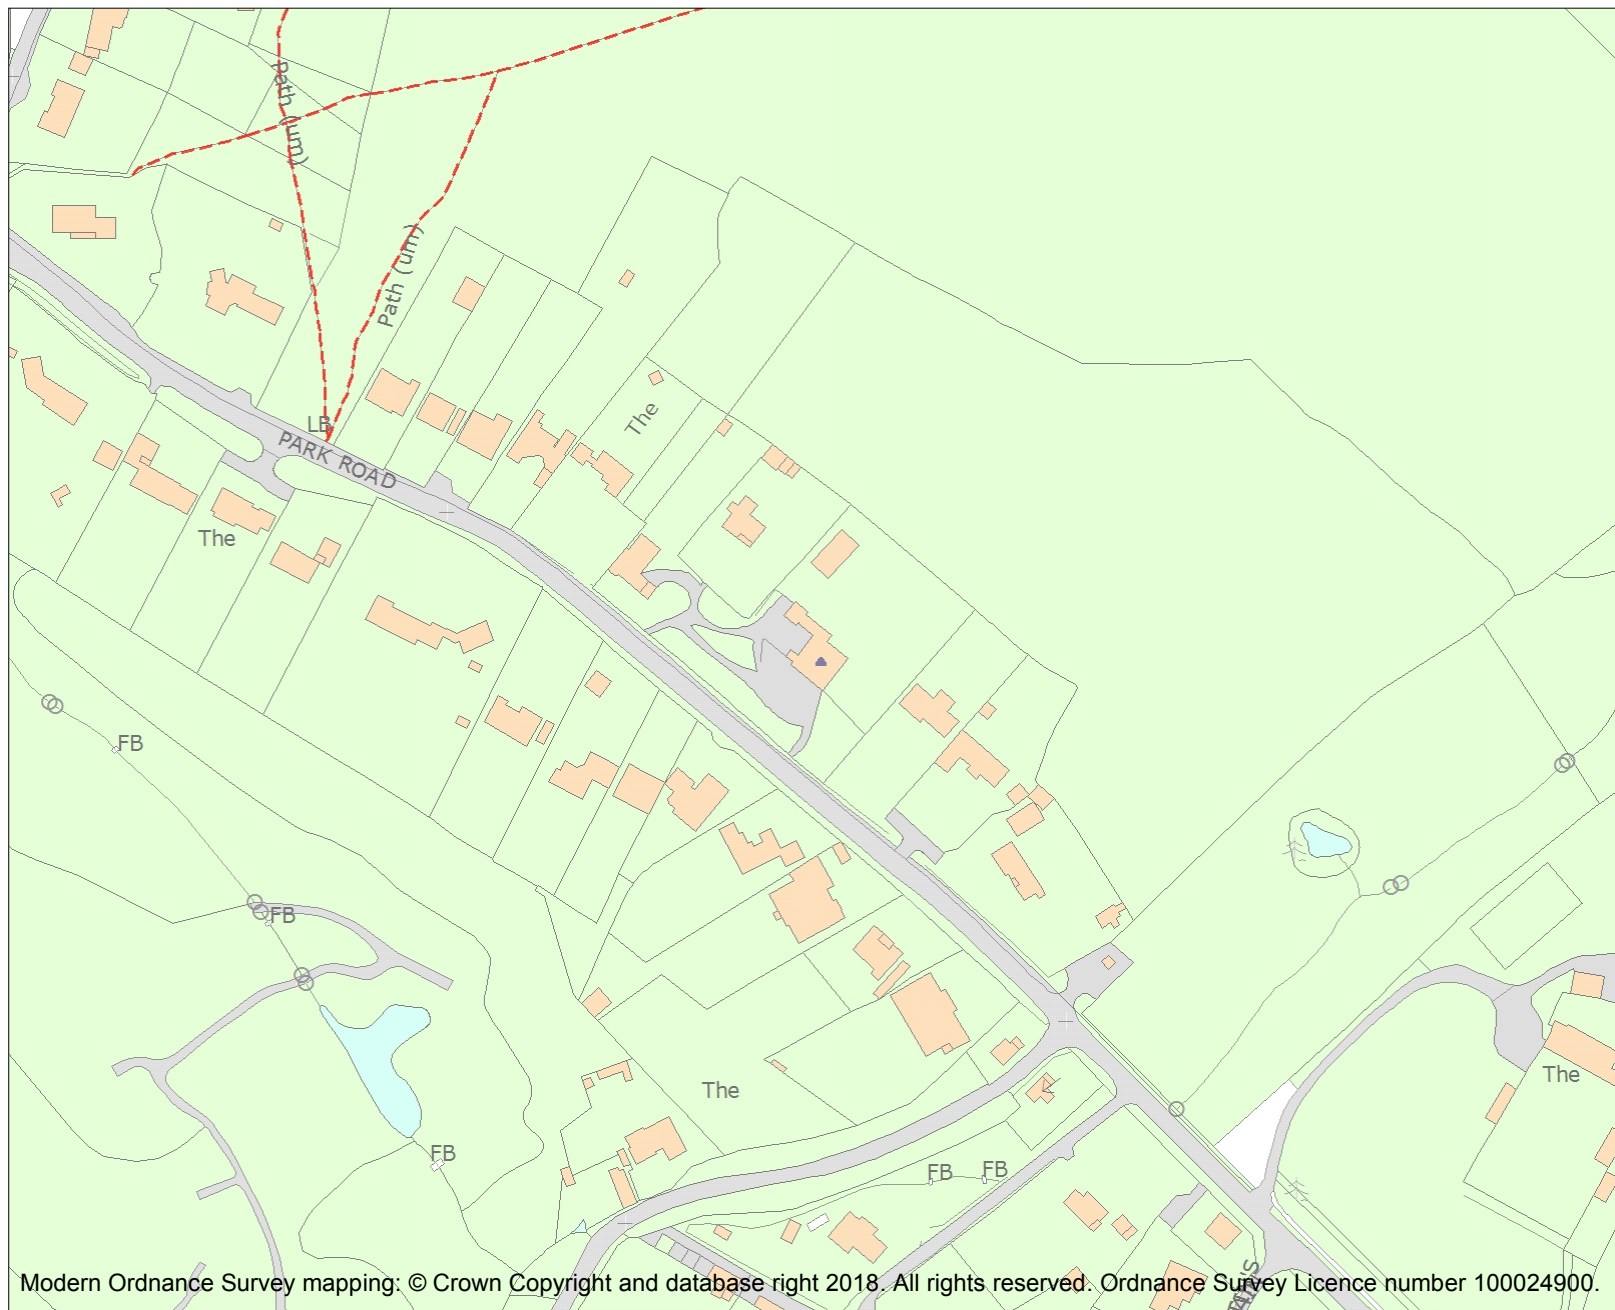 Path (um)
Path (um)
LB
PARK ROAD
The
The
FB
FB
The
The
FB
FB
FB
Modern Ordnance Survey mapping: © Crown Copyright and database right 2018. All rights reserved. Ordnance Survey Licence number 100024900.